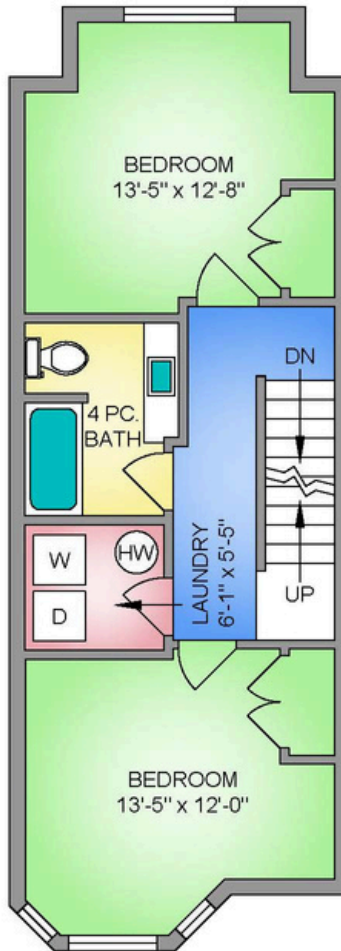 BEDROOM
13'-5" x 12'-8"
DN
4 PC.
BATH
HW
W
D
LAUNDRY
6'-1" x 5'-5"
UP
BEDROOM
13'-5" x 12'-0"